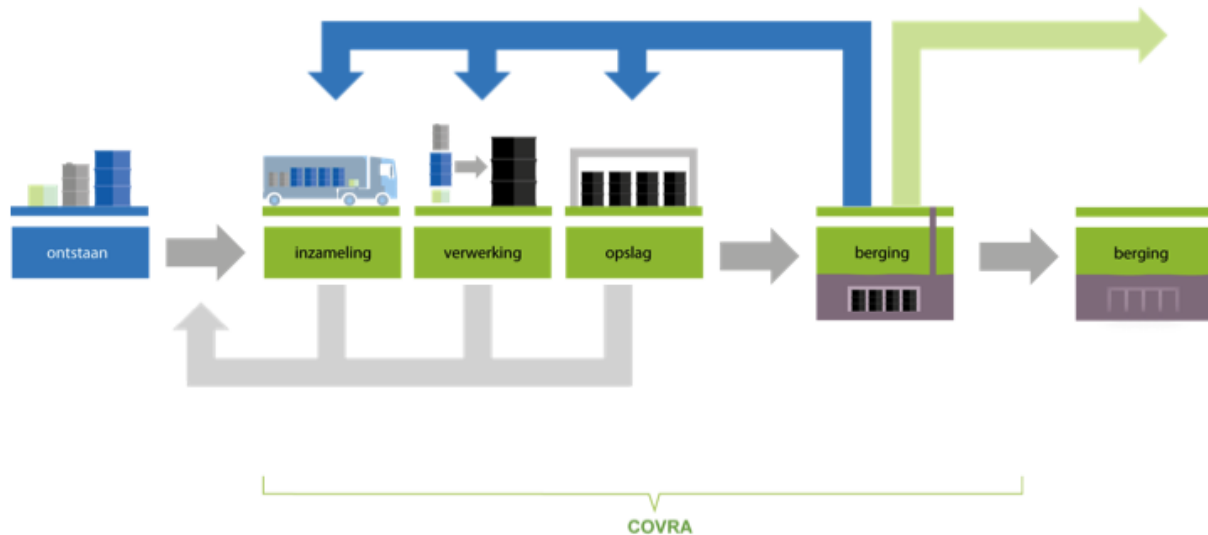 ontstaan
inzameling
verwerking
opslag
berging
berging
COVRA